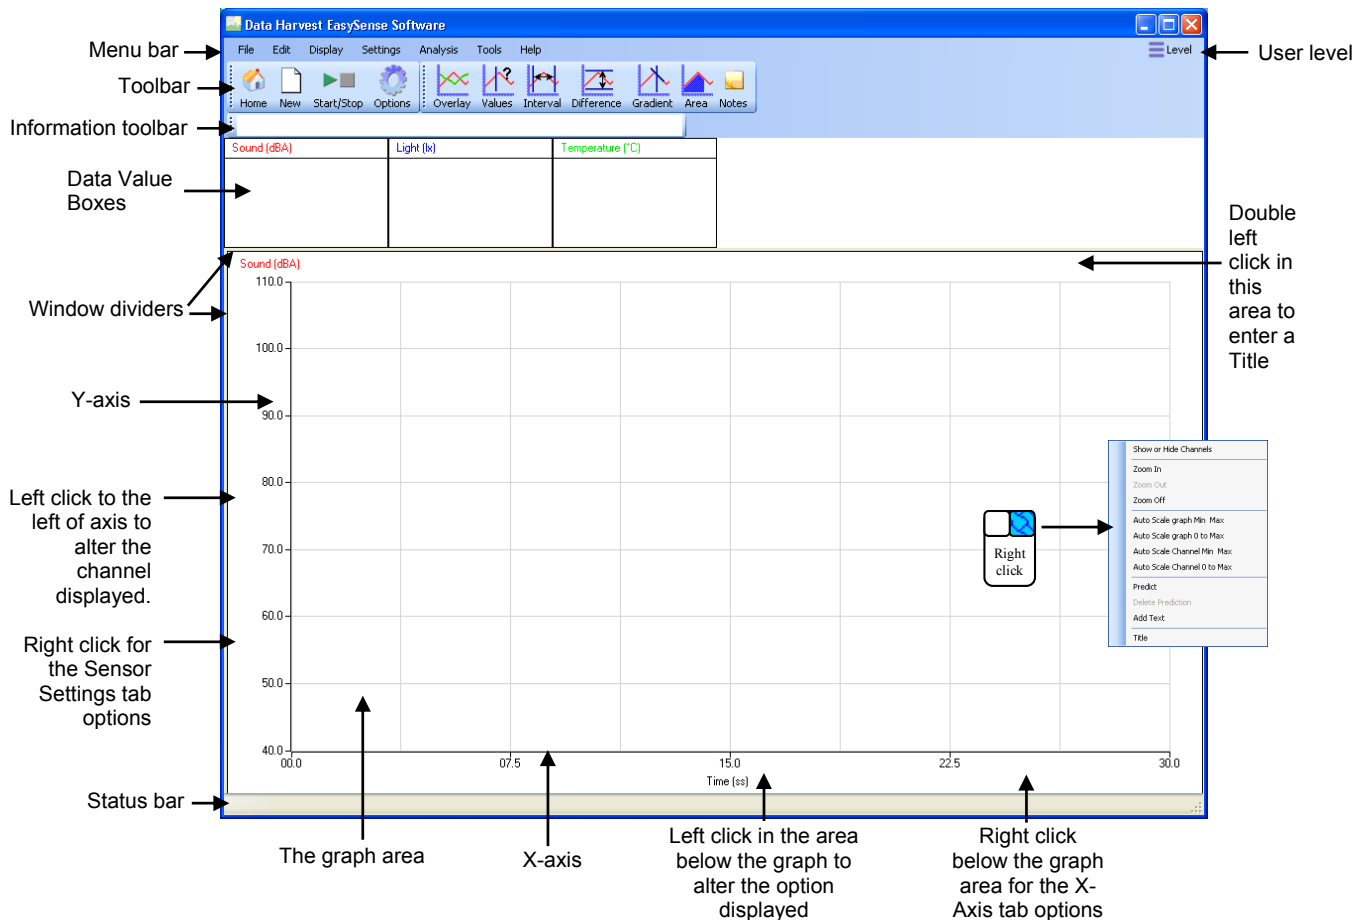 Data Harvest EasySense Software
Menu bar
File Edit Display Settings Analysis Tools Help
Level
User level
Toolbar
Home New Start/Stop Options Overlay Values Interval Difference Gradient Area Notes
Information toolbar
Sound (dBA) Light (lx) Temperature (°C)
Data Value
Boxes
Double
left
click in
this
area to
enter a
Title
Sound (dBA)
Window dividers
110.0
100.0
90.0
80.0
70.0
60.0
50.0
40.0
Y-axis
Left click to the
left of axis to
alter the
channel
displayed.
Right click for
the Sensor
Settings tab
options
Right
click
Show or Hide Channels
Zoom In
Zoom Out
Zoom Off
Auto Scale graph Min Max
Auto Scale graph 0 to Max
Auto Scale Channel Min Max
Auto Scale Channel 0 to Max
Predict
Delete Prediction
Add Text
Title
00.0 07.5 15.0 22.5 30.0
Time (ss)
Status bar
The graph area
X-axis
Left click in the area
below the graph to
alter the option
displayed
Right click
below the graph
area for the X-
Axis tab options